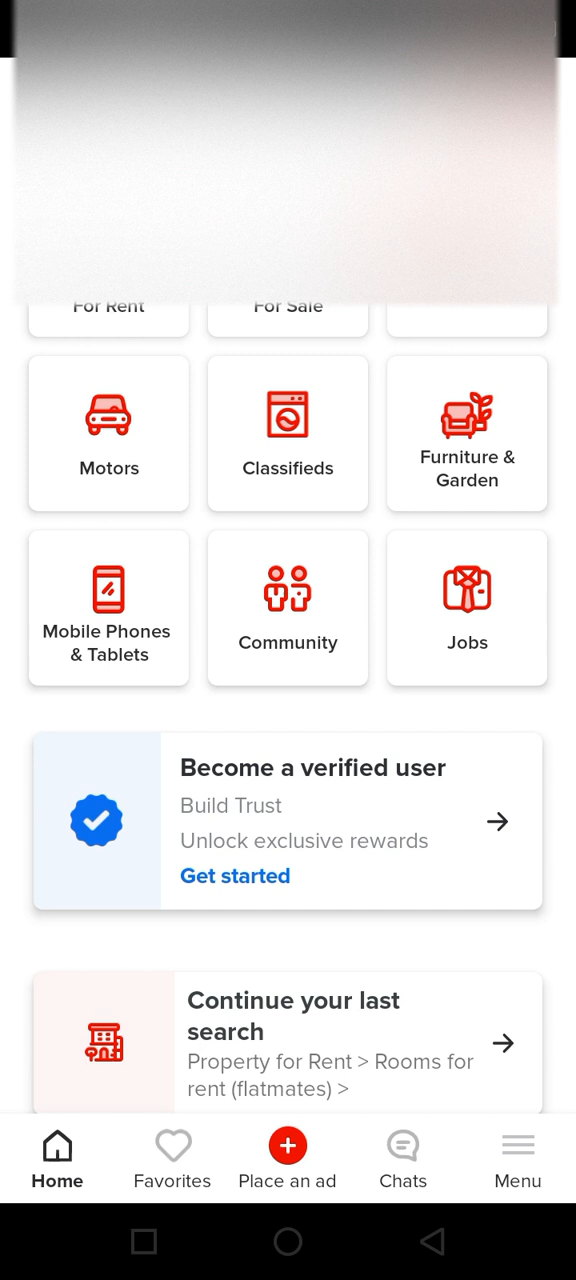 For Rent
For Sale
Motors
Classifieds
Furniture &
Garden
Mobile Phones
& Tablets
Community
Jobs
Become a verified user
Build Trust
Unlock exclusive rewards
Get started
Continue your last
search
Property for Rent > Rooms for
rent (flatmates) >
Home
Favorites
Place an ad
Chats
Menu